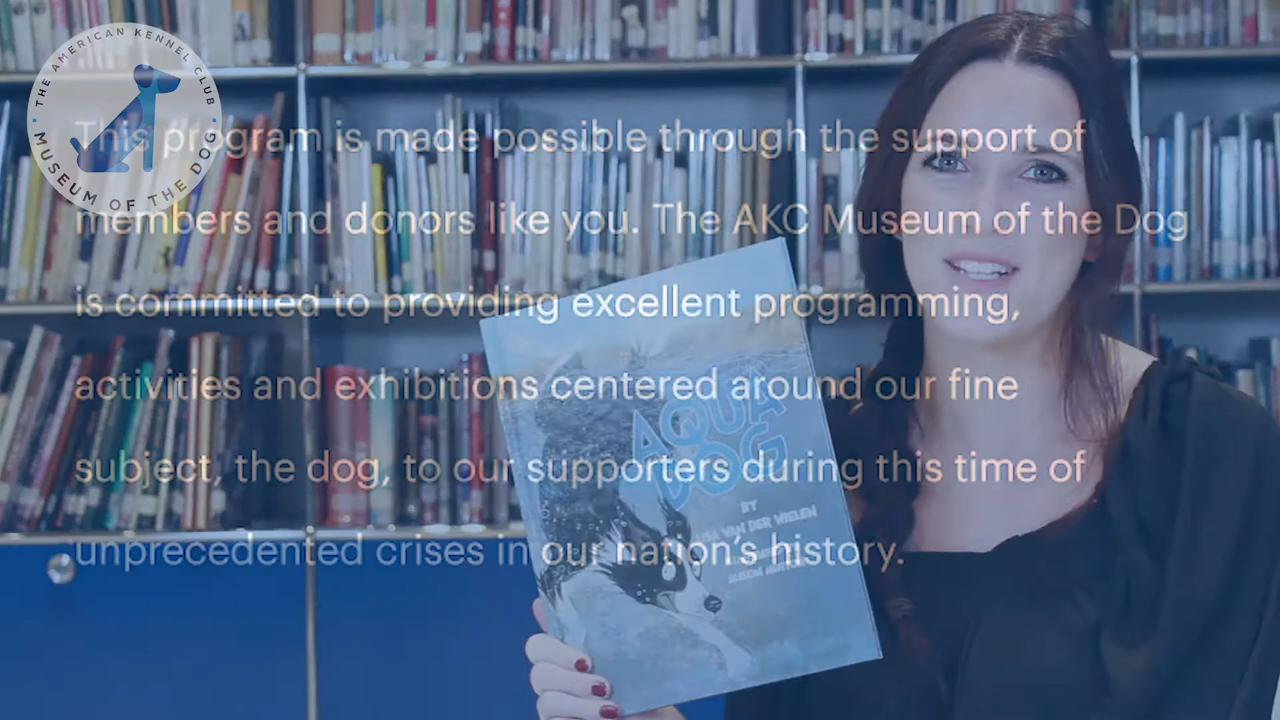 THE AMERICAN KENNEL CLUB
MUSEUM OF THE DOG
This program is made possible through the support of
members and donors like you. The AKC Museum of the Dog
is committed to providing excellent programming,
activities and exhibitions centered around our fine
subject, the dog, to our supporters during this time of
unprecedented crises in our nation's history.
AQUA
DOG
BY
LISA VAN DER WIELEN